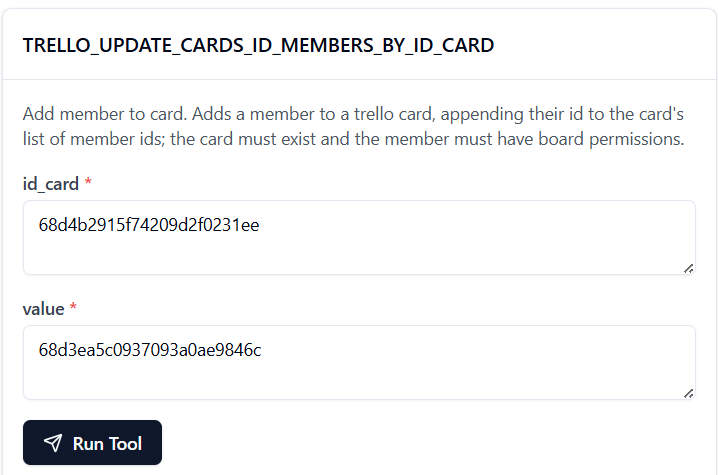 TRELLO_UPDATE_CARDS_ID_MEMBERS_BY_ID_CARD
Add member to card. Adds a member to a trello card, appending their id to the card's
list of member ids; the card must exist and the member must have board permissions.
id_card *
68d4b2915f74209d2f0231ee
value *
68d3ea5c0937093a0ae9846c
Run Tool